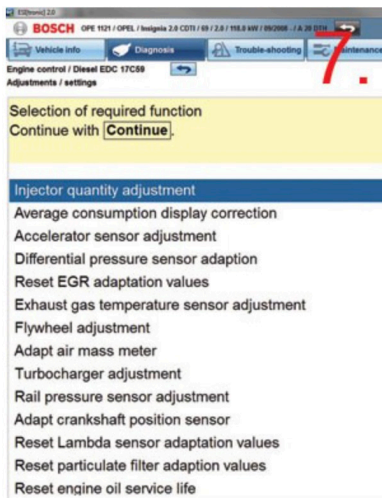 ESI[tronic] 2.0
BOSCH OPE 1121 / OPEL / Insignia 2.0 CDTI / 69 / 2.0 / 118.0 kW / 09/2008 - / A 20 DTH
Vehicle info Diagnosis Trouble-shooting Maintenance
7.
Engine control / Diesel EDC 17C59
Adjustments / settings
Selection of required function
Continue with Continue.
Injector quantity adjustment
Average consumption display correction
Accelerator sensor adjustment
Differential pressure sensor adaption
Reset EGR adaptation values
Exhaust gas temperature sensor adjustment
Flywheel adjustment
Adapt air mass meter
Turbocharger adjustment
Rail pressure sensor adjustment
Adapt crankshaft position sensor
Reset Lambda sensor adaptation values
Reset particulate filter adaption values
Reset engine oil service life